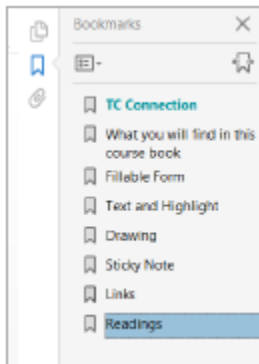 Bookmarks
TC Connection
What you will find in this
course book
Fillable Form
Text and Highlight
Drawing
Sticky Note
Links
Readings